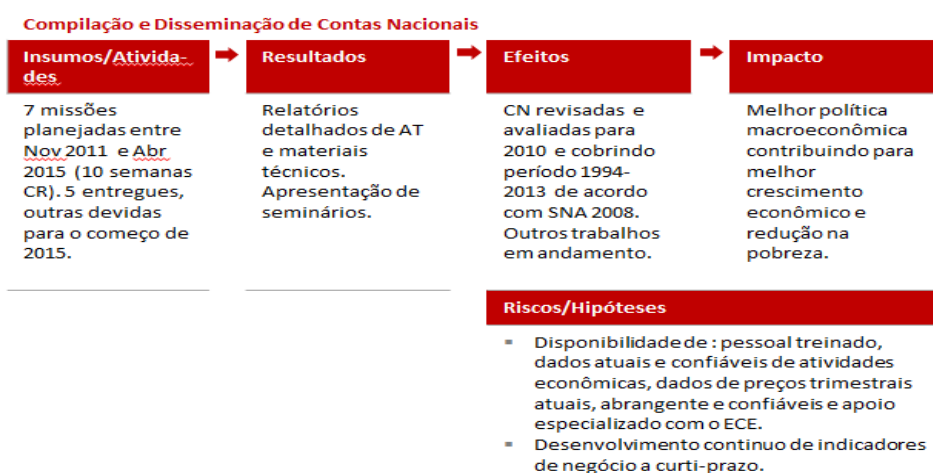 Compilação e Disseminação de Contas Nacionais
Insumos/Ativida-
des
Resultados
Efeitos
Impacto
7 missões
planejadas entre
Nov 2011 e Abr
2015 (10 semanas
CR). 5 entregues,
outras devidas
para o começo de
2015.
Relatórios
detalhados de AT
e materiais
técnicos.
Apresentação de
seminários.
CN revisadas e
avaliadas para
2010 e cobrindo
período 1994-
2013 de acordo
com SNA 2008.
Outros trabalhos
em andamento.
Melhor política
macroeconômica
contribuindo para
melhor
crescimento
econômico e
redução na
pobreza.
Riscos/Hipóteses
▪ Disponibilidade de : pessoal treinado,
dados atuais e confiáveis de atividades
econômicas, dados de preços trimestrais
atuais, abrangente e confiáveis e apoio
especializado com o ECE.
▪ Desenvolvimento continuo de indicadores
de negócio a curti-prazo.